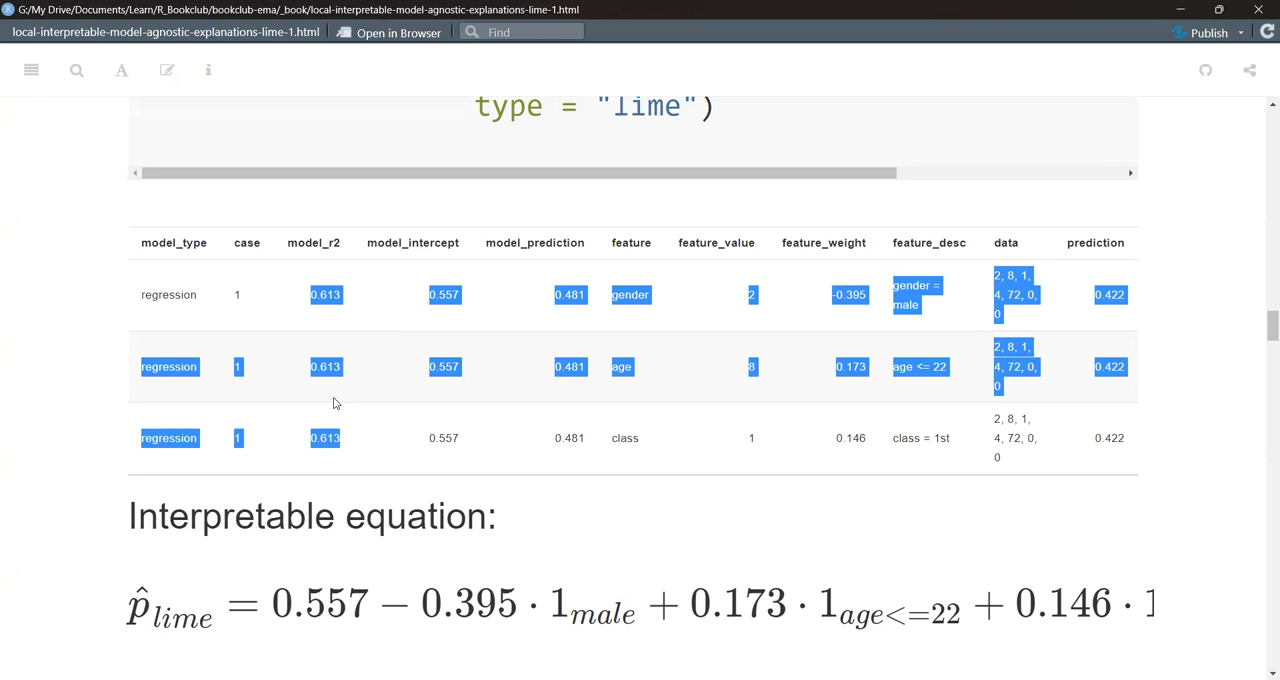 G:/My Drive/Documents/Learn/R_Bookclub/bookclub-ema/_book/local-interpretable-model-agnostic-explanations-lime-1.html
local-interpretable-model-agnostic-explanations-lime-1.html Open in Browser Find Publish
type = "lime")
model_type case model_r2 model_intercept model_prediction feature feature_value feature_weight feature_desc data prediction
regression 1 0.613 0.557 0.481 gender 2 -0.395 gender = male 2, 8, 1, 4, 72, 0, 0 0.422
regression 1 0.613 0.557 0.481 age 8 0.173 age <= 22 2, 8, 1, 4, 72, 0, 0 0.422
regression 1 0.613 0.557 0.481 class 1 0.146 class = 1st 2, 8, 1, 4, 72, 0, 0 0.422
Interpretable equation:
p̂_lime = 0.557 − 0.395 · 1_male + 0.173 · 1_age<=22 + 0.146 · 1